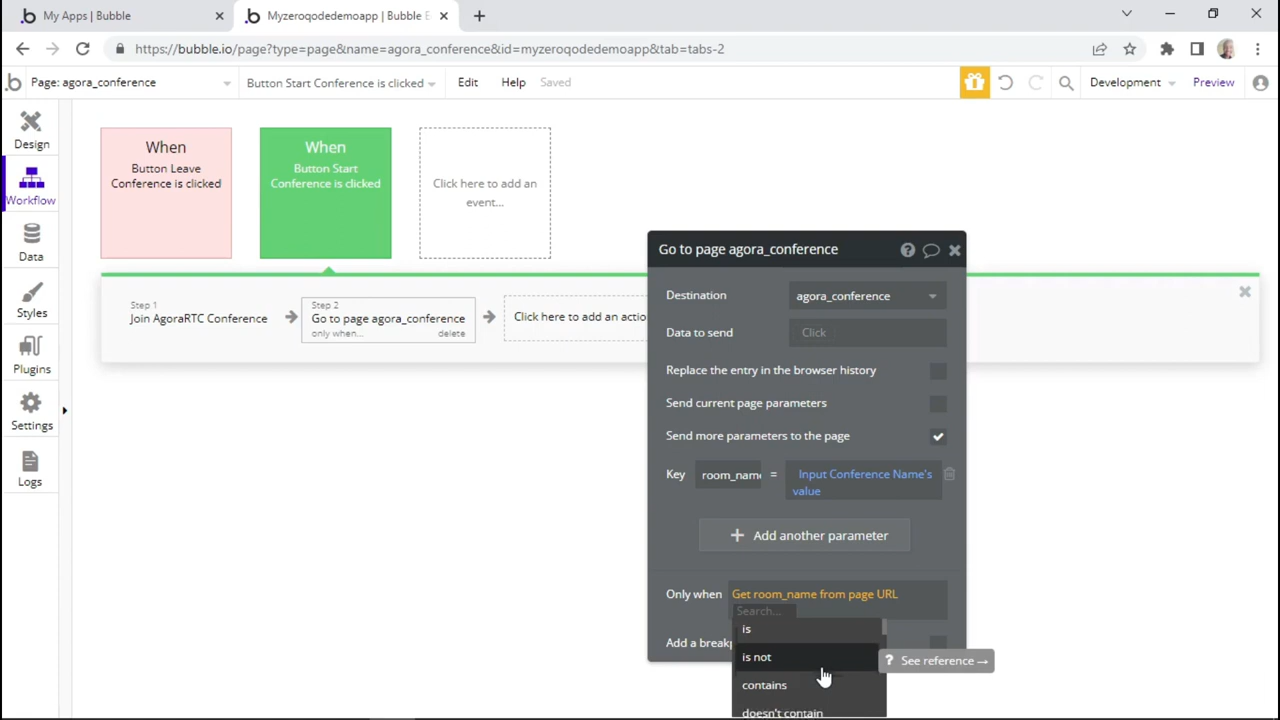 My Apps | Bubble
Myzeroqodedemoapp | Bubble E
https://bubble.io/page?type=page&name=agora_conference&id=myzeroqodedemoapp&tab=tabs-2
Page: agora_conference
Button Start Conference is clicked
Edit
Help
Saved
Development
Preview
Design
Workflow
Data
Styles
Plugins
Settings
Logs
When
Button Leave
Conference is clicked
When
Button Start
Conference is clicked
Click here to add an
event...
Step 1
Join AgoraRTC Conference
Step 2
Go to page agora_conference
only when...
delete
Click here to add an actio
Go to page agora_conference
Destination
agora_conference
Data to send
Click
Replace the entry in the browser history
Send current page parameters
Send more parameters to the page
Key
room_name
=
Input Conference Name's
value
Add another parameter
Only when
Get room_name from page URL
Search...
is
is not
contains
doesn't contain
Add a breakp
? See reference →